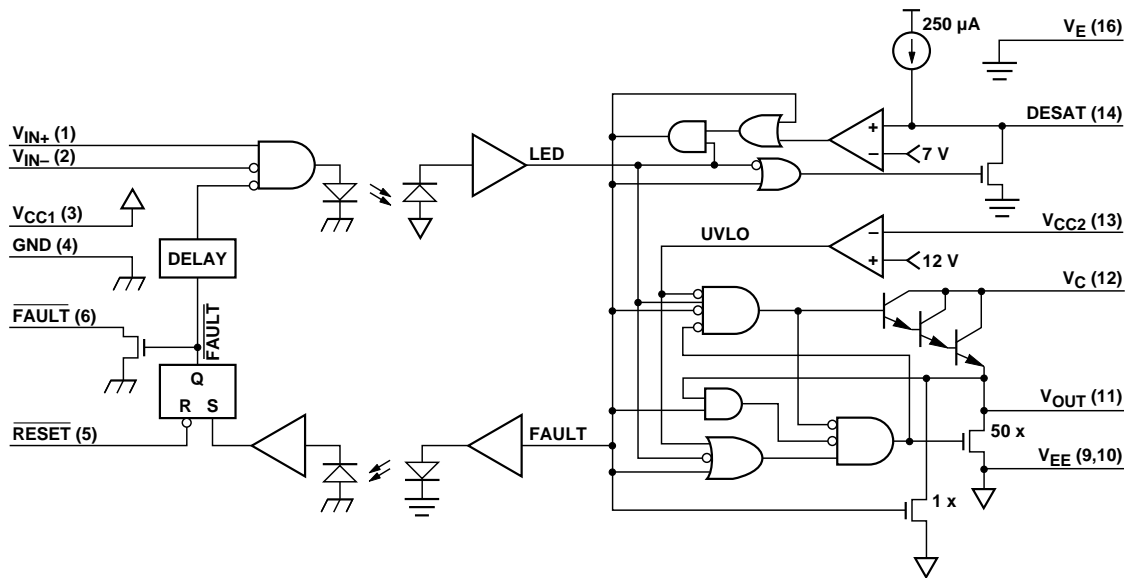 250 µA
V_E (16)
V_IN+ (1)
V_IN– (2)
LED
DESAT (14)
7 V
V_CC1 (3)
GND (4)
UVLO
V_CC2 (13)
12 V
DELAY
V_C (12)
FAULT (6)
FAULT
Q
R S
V_OUT (11)
50 x
RESET (5)
FAULT
V_EE (9,10)
1 x